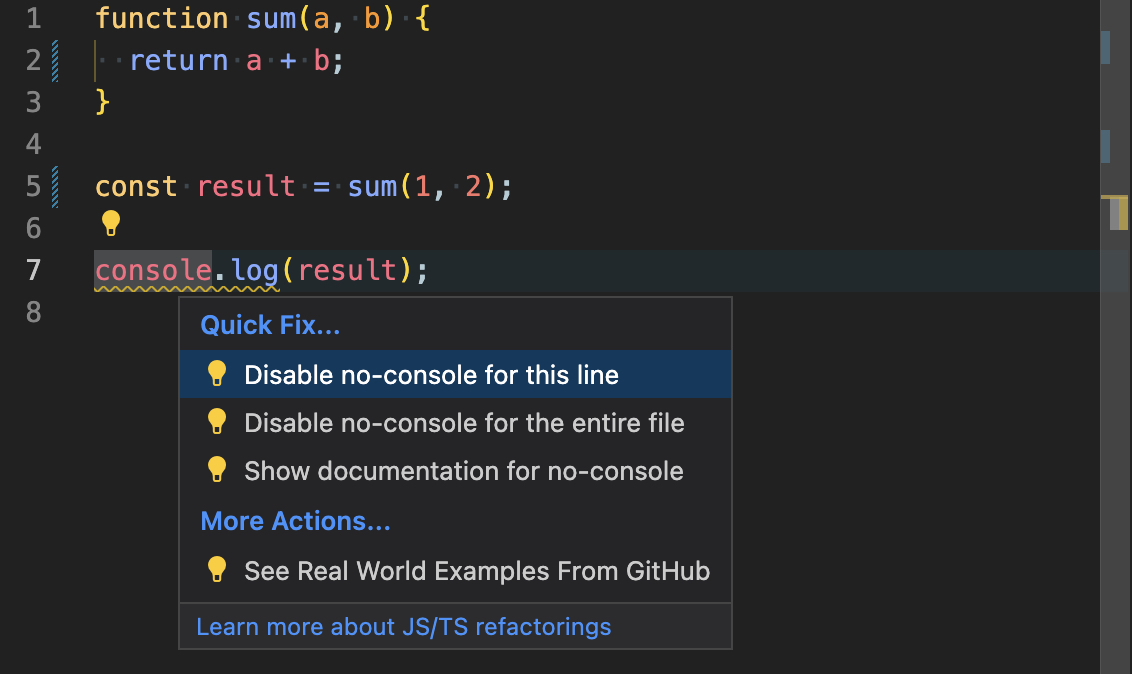 1 function sum(a, b) {
2   return a + b;
3 }
4
5 const result = sum(1, 2);
6
7 console.log(result);
8
Quick Fix...
Disable no-console for this line
Disable no-console for the entire file
Show documentation for no-console
More Actions...
See Real World Examples From GitHub
Learn more about JS/TS refactorings